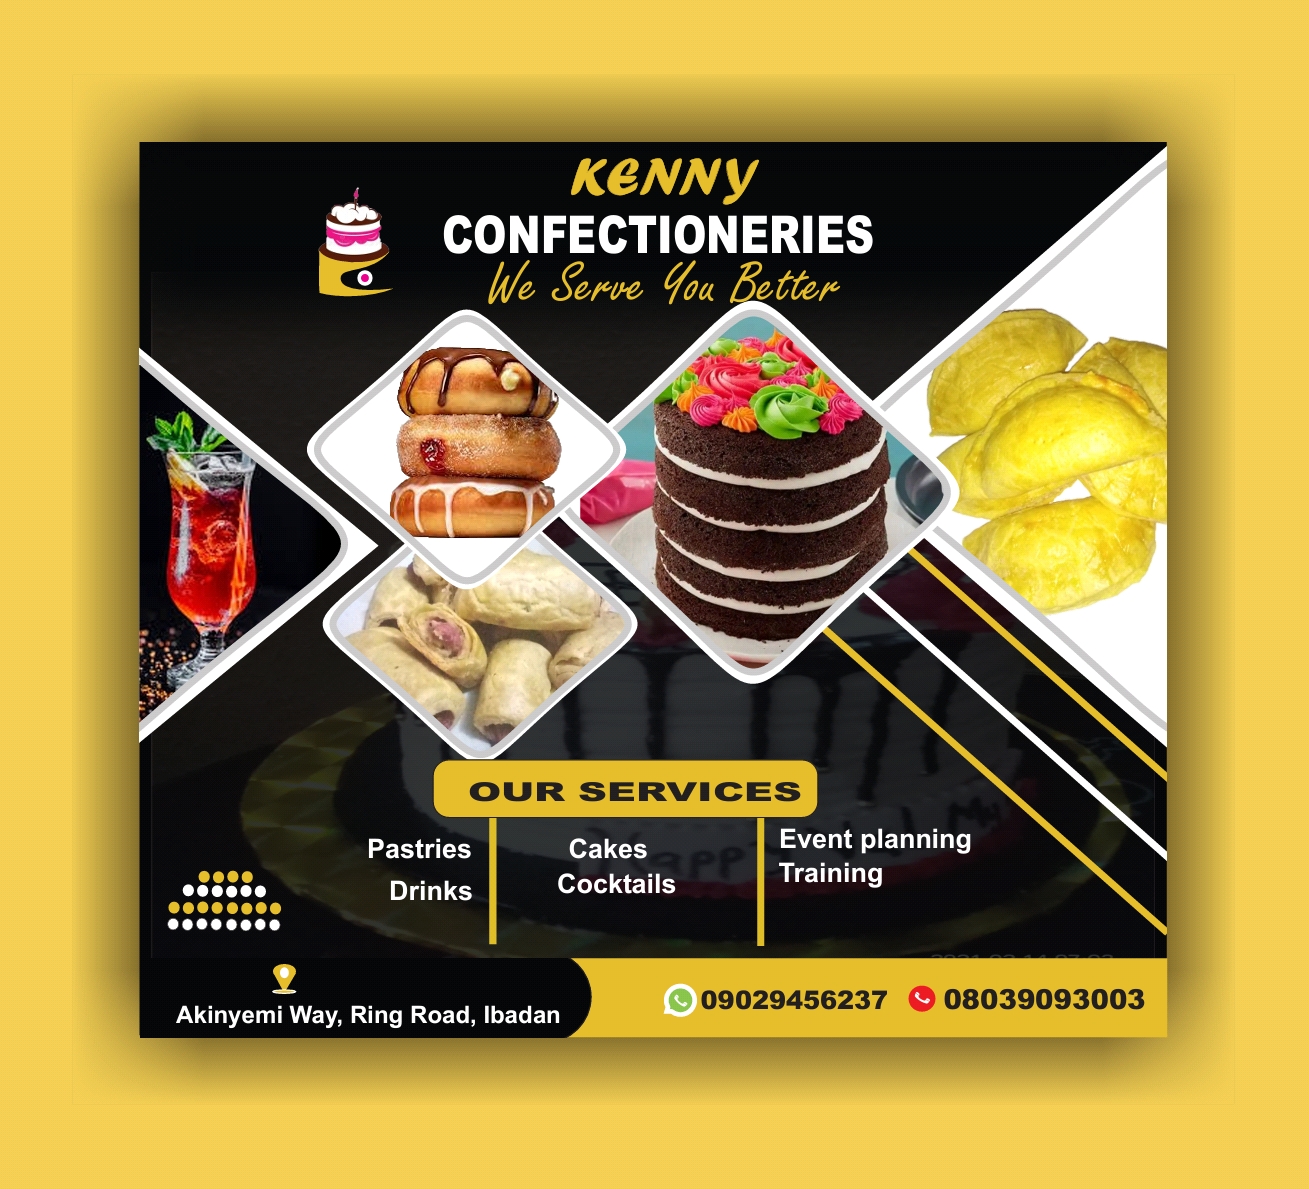 KENNY
CONFECTIONERIES
We Serve You Better
OUR SERVICES
Pastries
Drinks
Cakes
Cocktails
Event planning
Training
Akinyemi Way, Ring Road, Ibadan
09029456237
08039093003